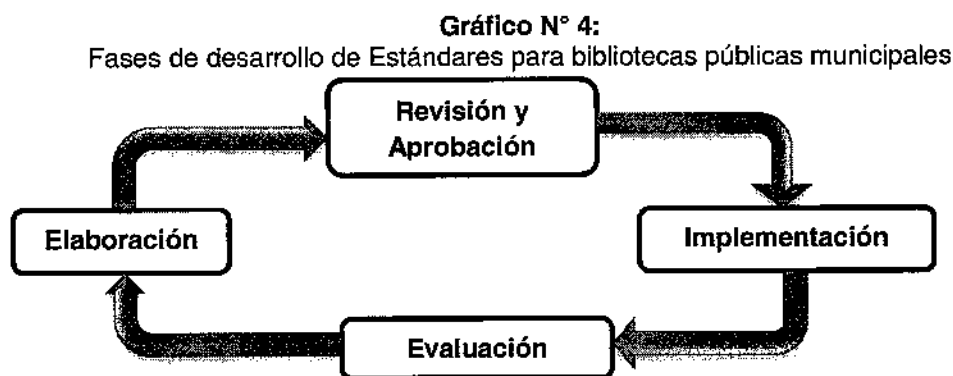 Gráfico N° 4:
Fases de desarrollo de Estándares para bibliotecas públicas municipales
Revisión y
Aprobación
Elaboración
Implementación
Evaluación